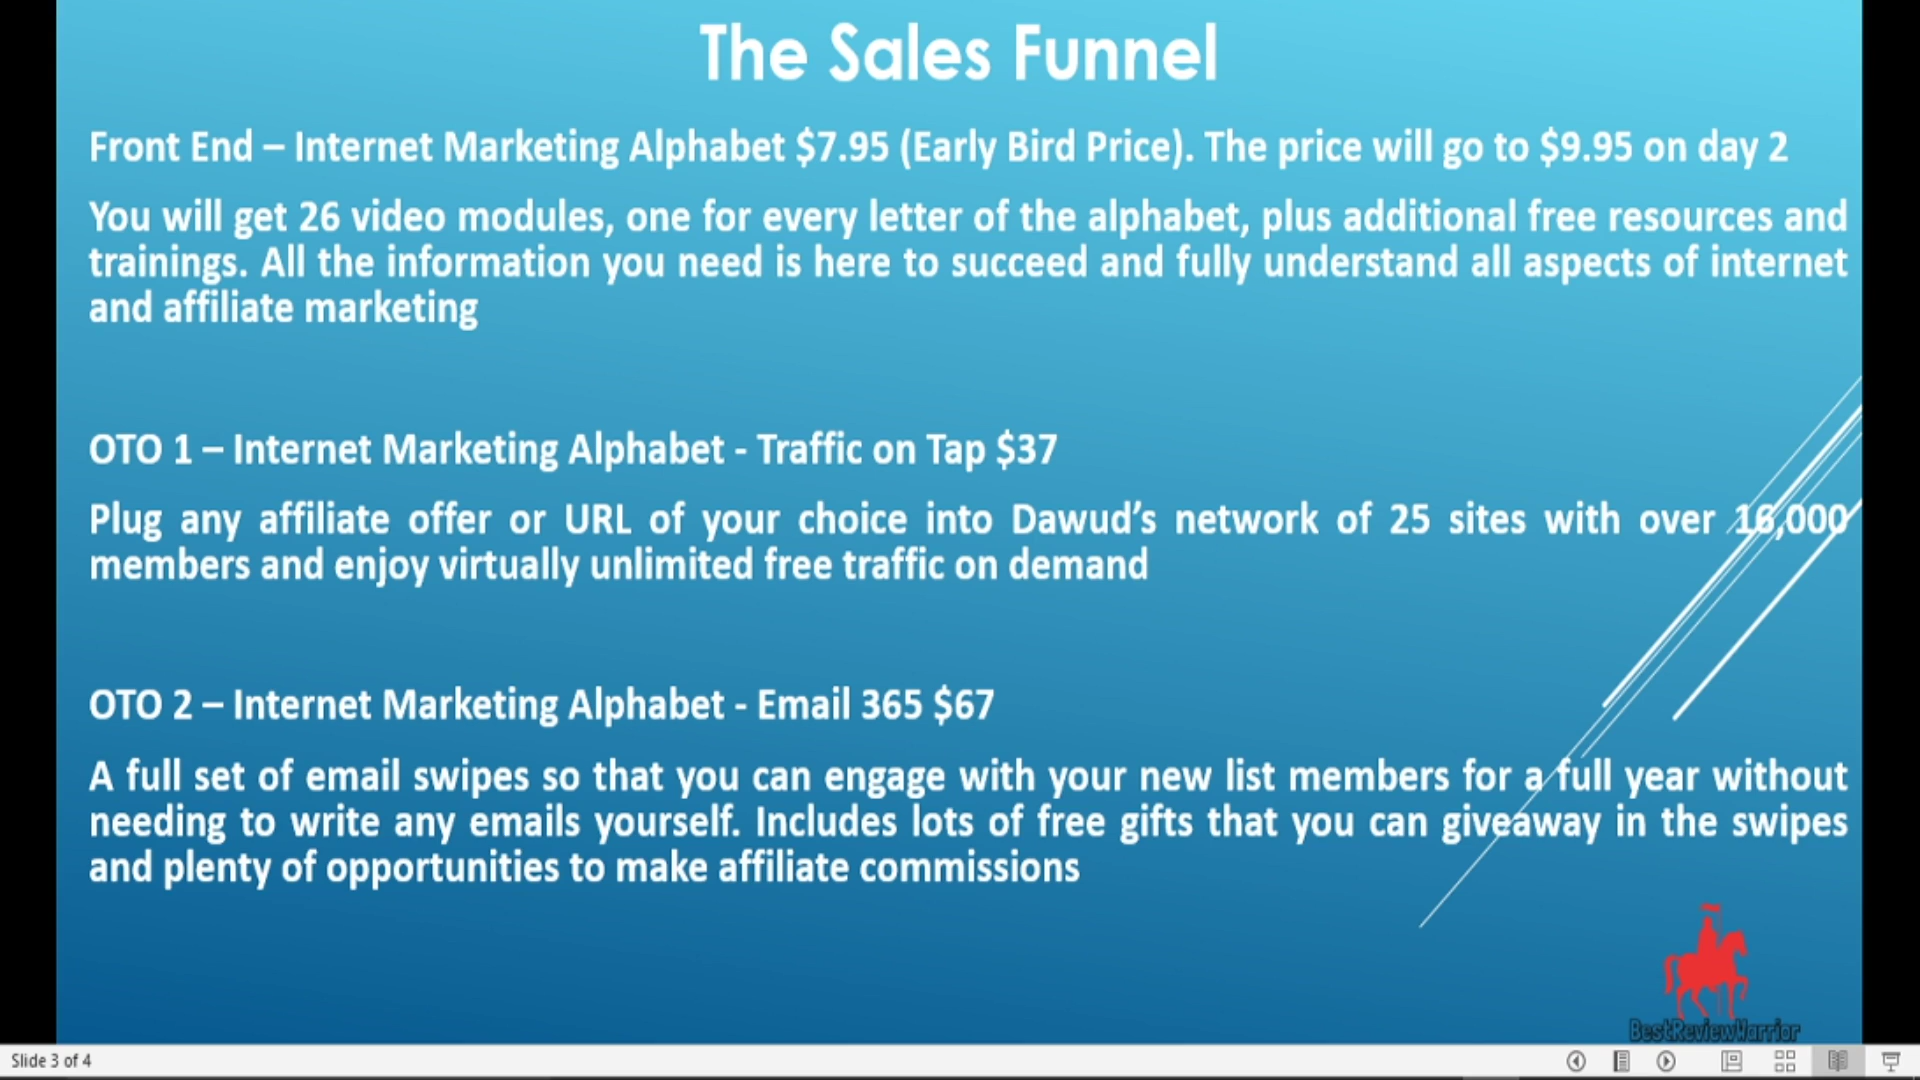 The Sales Funnel
Front End – Internet Marketing Alphabet $7.95 (Early Bird Price). The price will go to $9.95 on day 2
You will get 26 video modules, one for every letter of the alphabet, plus additional free resources and
trainings. All the information you need is here to succeed and fully understand all aspects of internet
and affiliate marketing
OTO 1 – Internet Marketing Alphabet - Traffic on Tap $37
Plug any affiliate offer or URL of your choice into Dawud’s network of 25 sites with over 16,000
members and enjoy virtually unlimited free traffic on demand
OTO 2 – Internet Marketing Alphabet - Email 365 $67
A full set of email swipes so that you can engage with your new list members for a full year without
needing to write any emails yourself. Includes lots of free gifts that you can giveaway in the swipes
and plenty of opportunities to make affiliate commissions
BestReviewWarrior
Slide 3 of 4